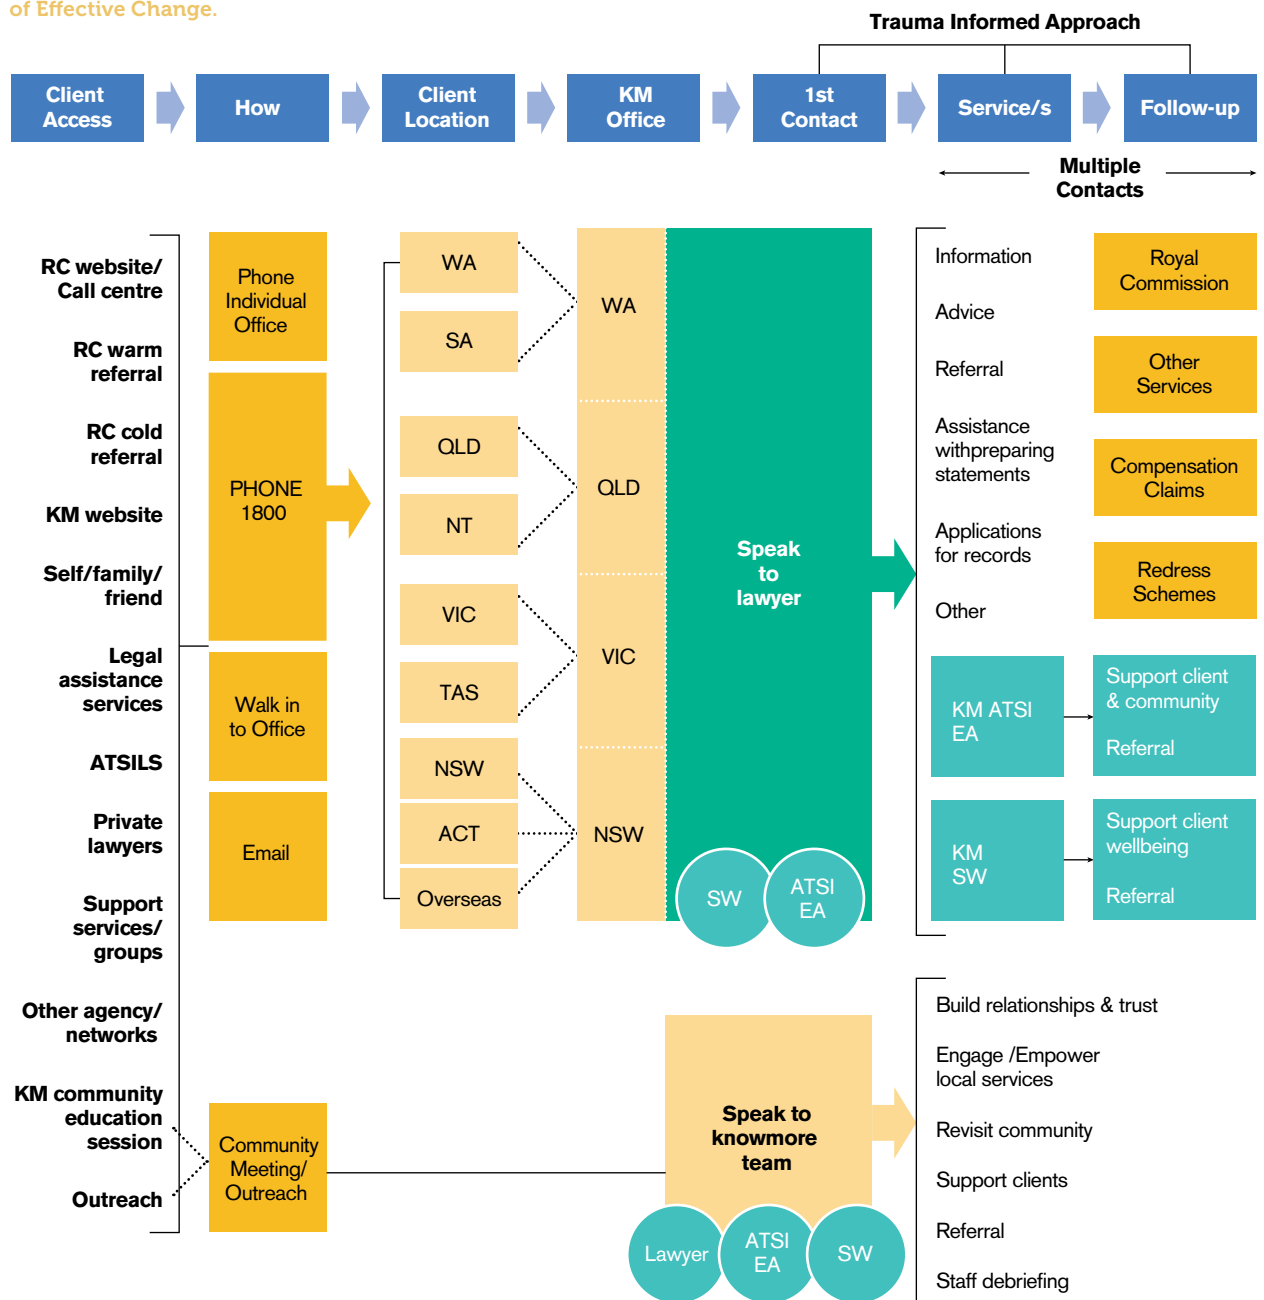 of Effective Change.
Trauma Informed Approach
Client
Access
How
Client
Location
KM
Office
1st
Contact
Service/s
Follow-up
Multiple
Contacts
RC website/
Call centre
RC warm
referral
RC cold
referral
KM website
Self/family/
friend
Legal
assistance
services
ATSILS
Private
lawyers
Support
services/
groups
Other agency/
networks
KM community
education
session
Outreach
Phone
Individual
Office
PHONE
1800
Walk in
to Office
Email
Community
Meeting/
Outreach
WA
SA
QLD
NT
VIC
TAS
NSW
ACT
Overseas
WA
QLD
VIC
NSW
Speak
to
lawyer
SW
ATSI
EA
Information
Advice
Referral
Assistance
withpreparing
statements
Applications
for records
Other
Royal
Commission
Other
Services
Compensation
Claims
Redress
Schemes
KM ATSI
EA
Support client
& community
Referral
KM
SW
Support client
wellbeing
Referral
Speak to
knowmore
team
Lawyer
ATSI
EA
SW
Build relationships & trust
Engage /Empower
local services
Revisit community
Support clients
Referral
Staff debriefing